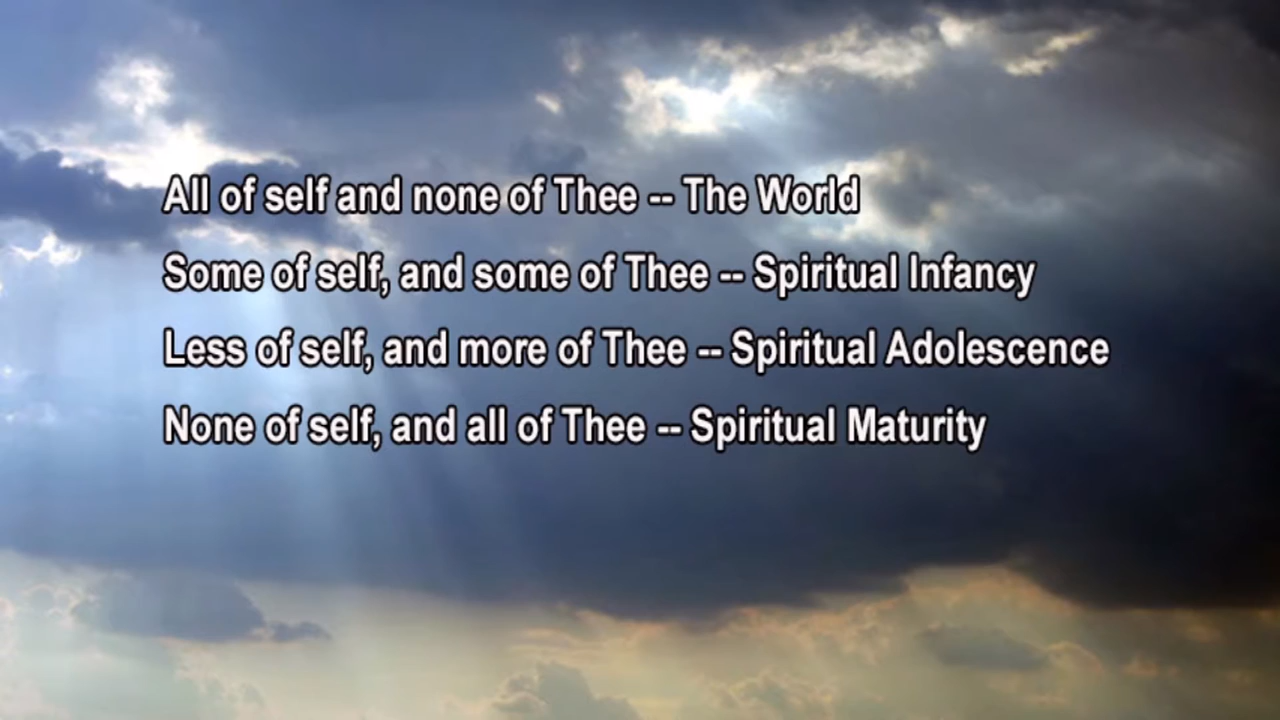 All of self and none of Thee -- The World
Some of self, and some of Thee -- Spiritual Infancy
Less of self, and more of Thee -- Spiritual Adolescence
None of self, and all of Thee -- Spiritual Maturity